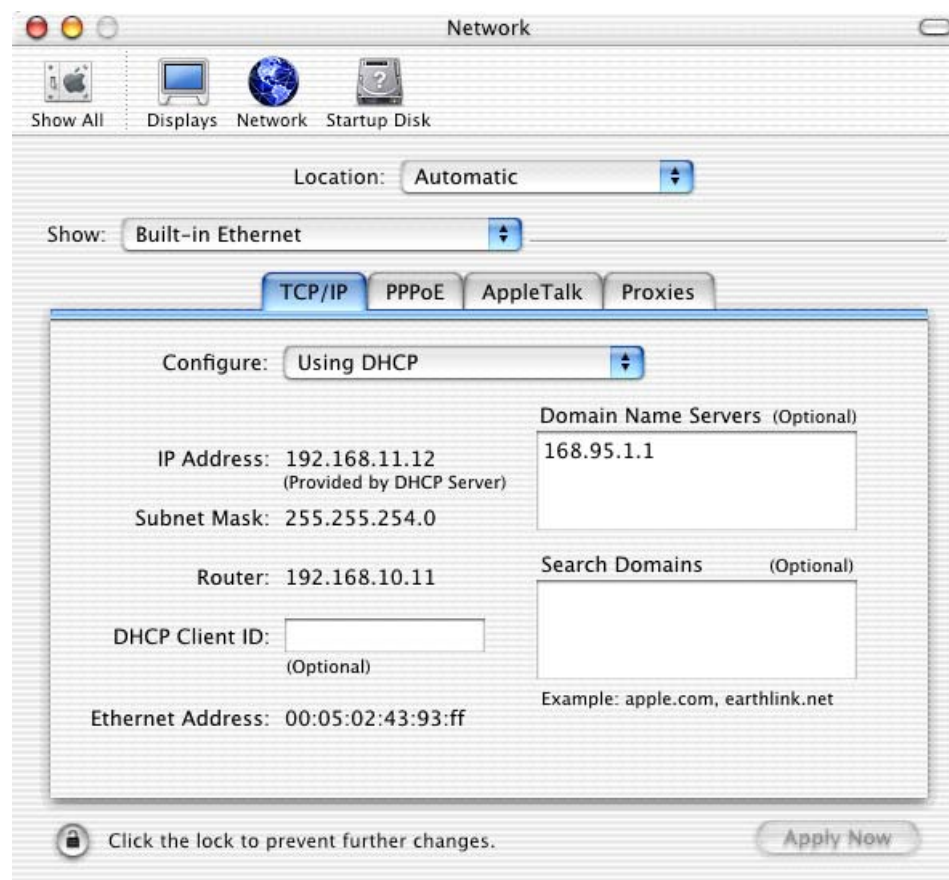 Network
Show All
Displays
Network
Startup Disk
Location: Automatic
Show: Built-in Ethernet
TCP/IP
PPPoE
AppleTalk
Proxies
Configure: Using DHCP
IP Address: 192.168.11.12
(Provided by DHCP Server)
Subnet Mask: 255.255.254.0
Router: 192.168.10.11
DHCP Client ID:
(Optional)
Ethernet Address: 00:05:02:43:93:ff
Domain Name Servers (Optional)
168.95.1.1
Search Domains (Optional)
Example: apple.com, earthlink.net
Click the lock to prevent further changes.
Apply Now